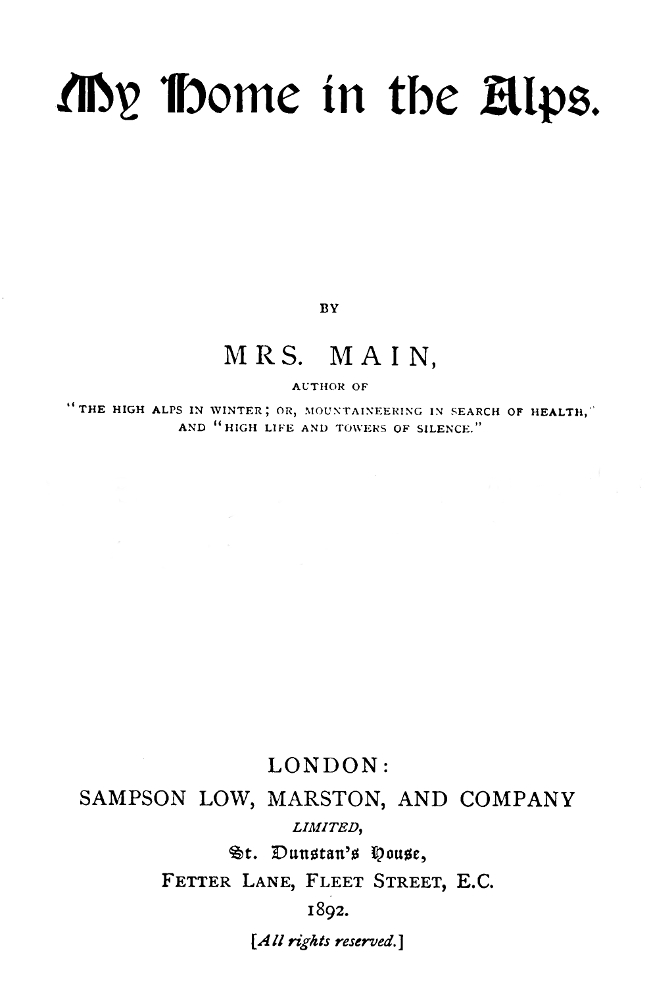 My Home in the Alps.
BY
MRS. MAIN,
AUTHOR OF
"THE HIGH ALPS IN WINTER; OR, MOUNTAINEERING IN SEARCH OF HEALTH,"
AND "HIGH LIFE AND TOWERS OF SILENCE."
LONDON:
SAMPSON LOW, MARSTON, AND COMPANY
LIMITED,
St. Dunstan's House,
FETTER LANE, FLEET STREET, E.C.
1892.
[All rights reserved.]